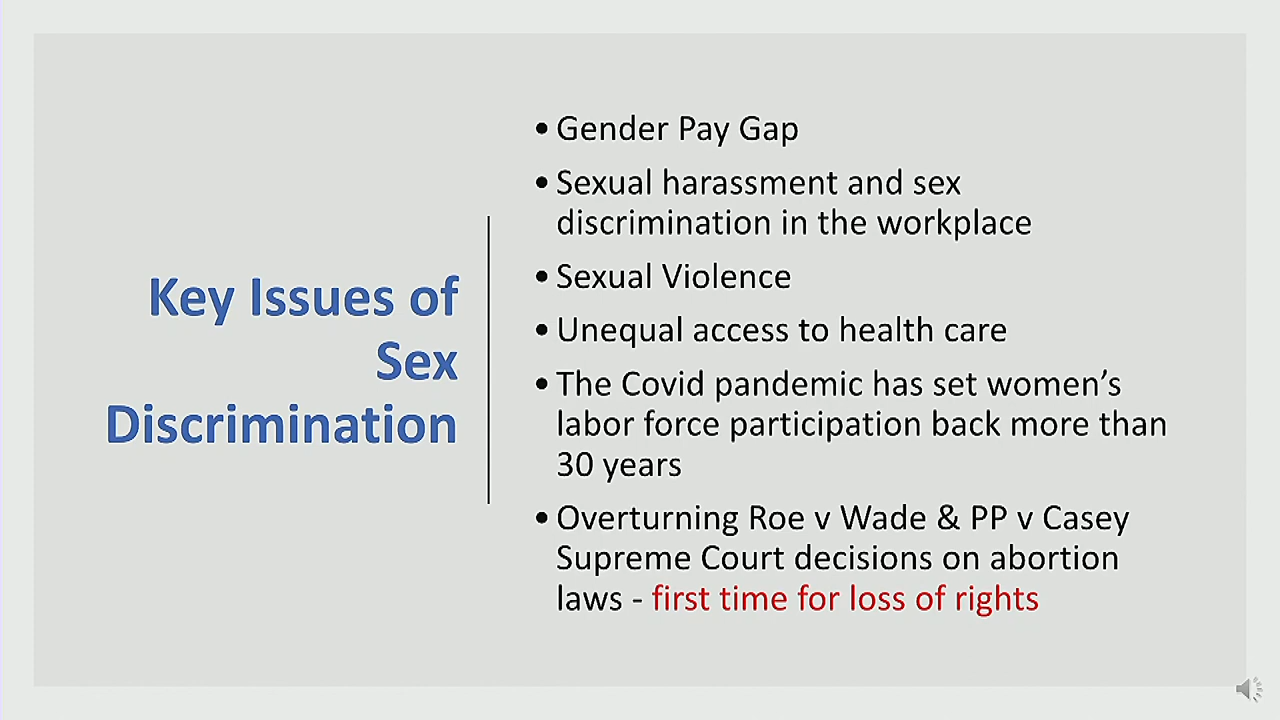 Key Issues of
Sex
Discrimination
• Gender Pay Gap
• Sexual harassment and sex
discrimination in the workplace
• Sexual Violence
• Unequal access to health care
• The Covid pandemic has set women’s
labor force participation back more than
30 years
• Overturning Roe v Wade & PP v Casey
Supreme Court decisions on abortion
laws - first time for loss of rights